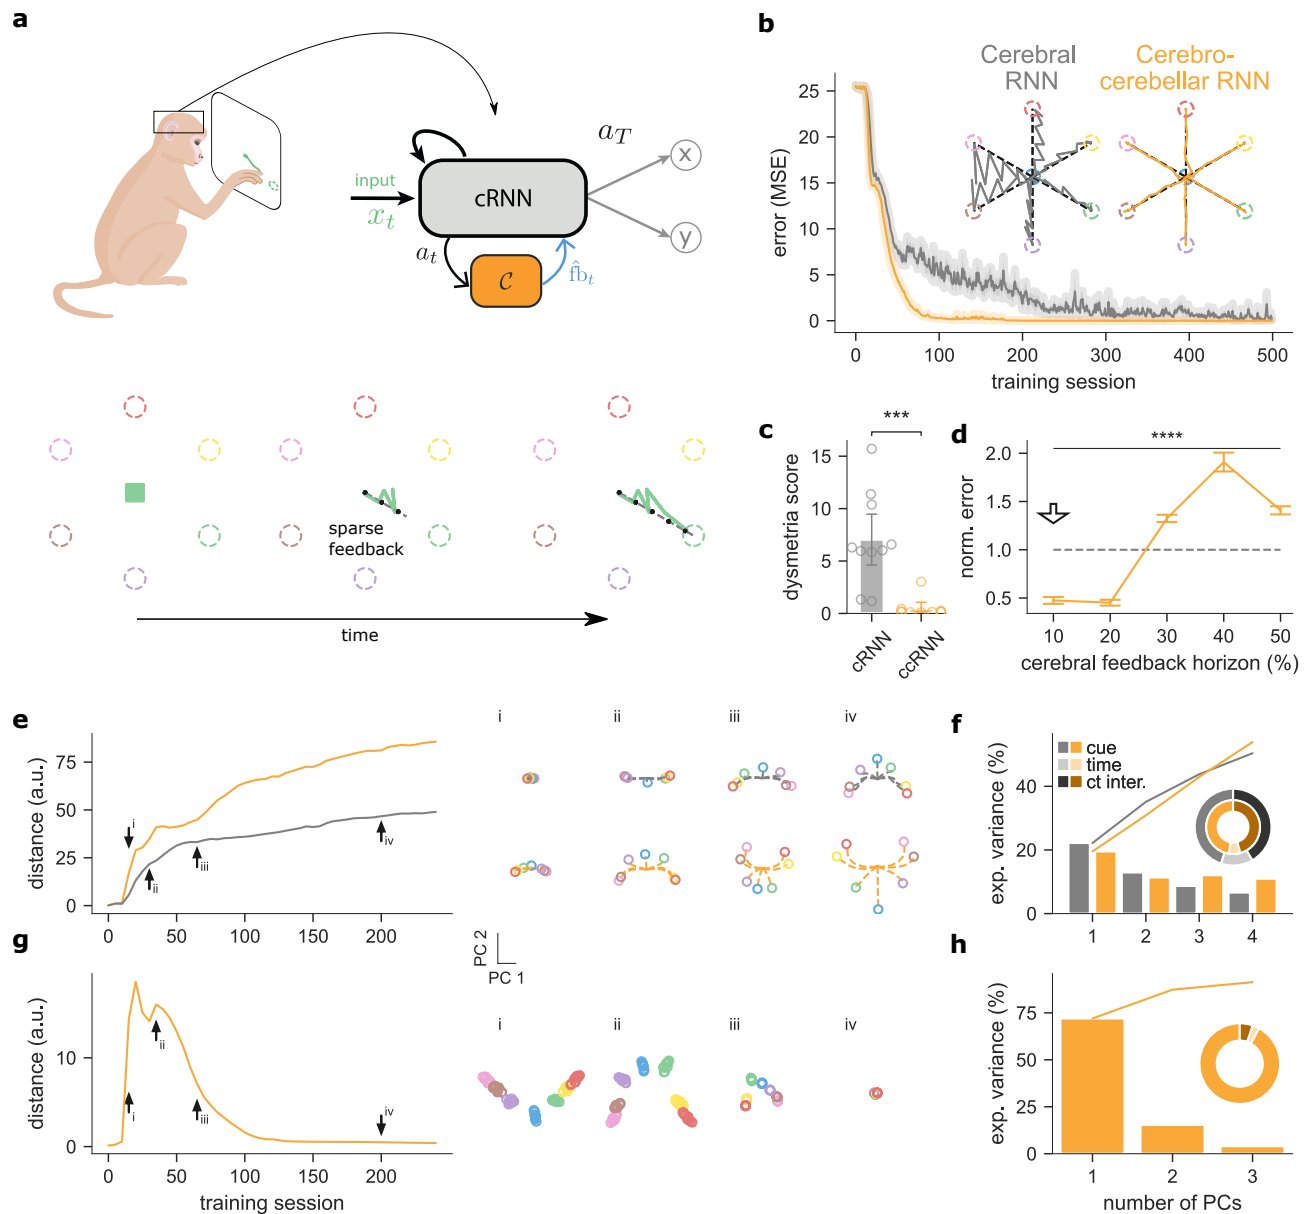 a
input
x_t
a_t
cRNN
C
f̂b_t
a_T
x
y
sparse
feedback
time
b
Cerebral
RNN
Cerebro-
cerebellar RNN
error (MSE)
25
20
15
10
5
0
0 100 200 300 400 500
training session
c
***
dysmetria score
15
10
5
0
cRNN
ccRNN
d
****
norm. error
2.0
1.5
1.0
0.5
10 20 30 40 50
cerebral feedback horizon (%)
e
distance (a.u.)
75
50
25
0
i
ii
iii
iv
0 50 100 150 200
i ii iii iv
PC 2
PC 1
f
exp. variance (%)
cue
time
ct inter.
40
20
0
1 2 3 4
g
distance (a.u.)
10
0
i
ii
iii
iv
0 50 100 150 200
training session
i ii iii iv
h
exp. variance (%)
75
50
25
0
1 2 3
number of PCs